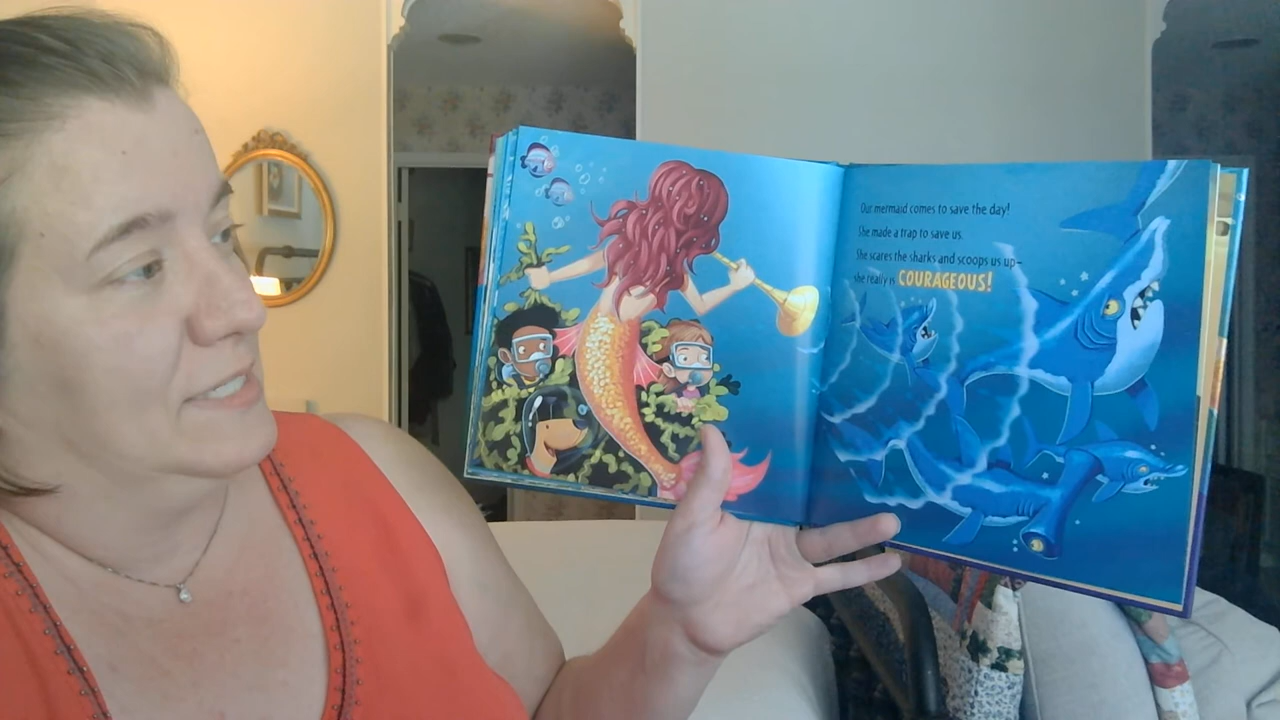 Our mermaid comes to save the day!
She made a trap to save us.
She scares the sharks and scoops us up—
she really is COURAGEOUS!